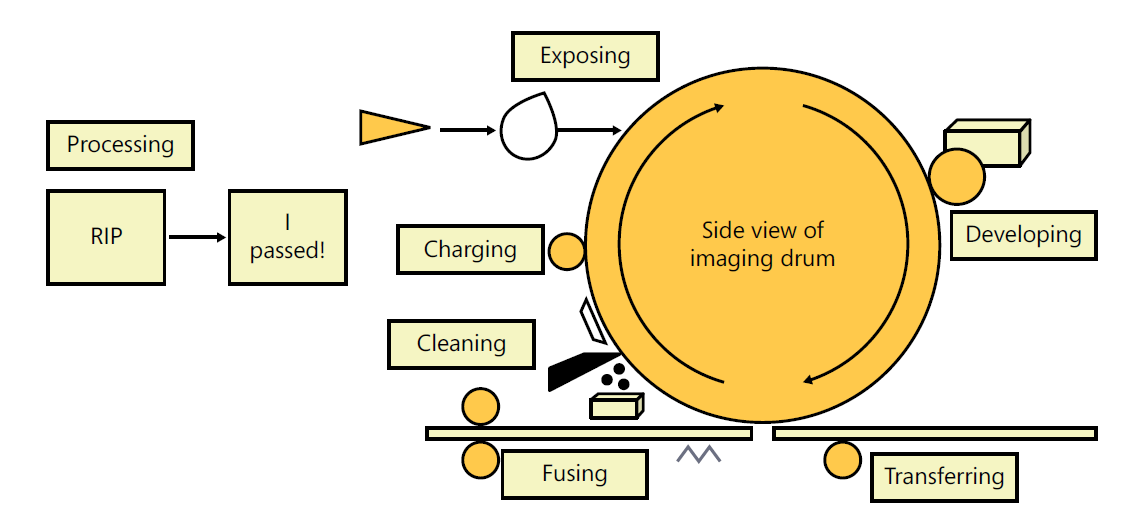 Exposing
Processing
RIP
I
passed!
Charging
Side view of
imaging drum
Developing
Cleaning
Fusing
Transferring